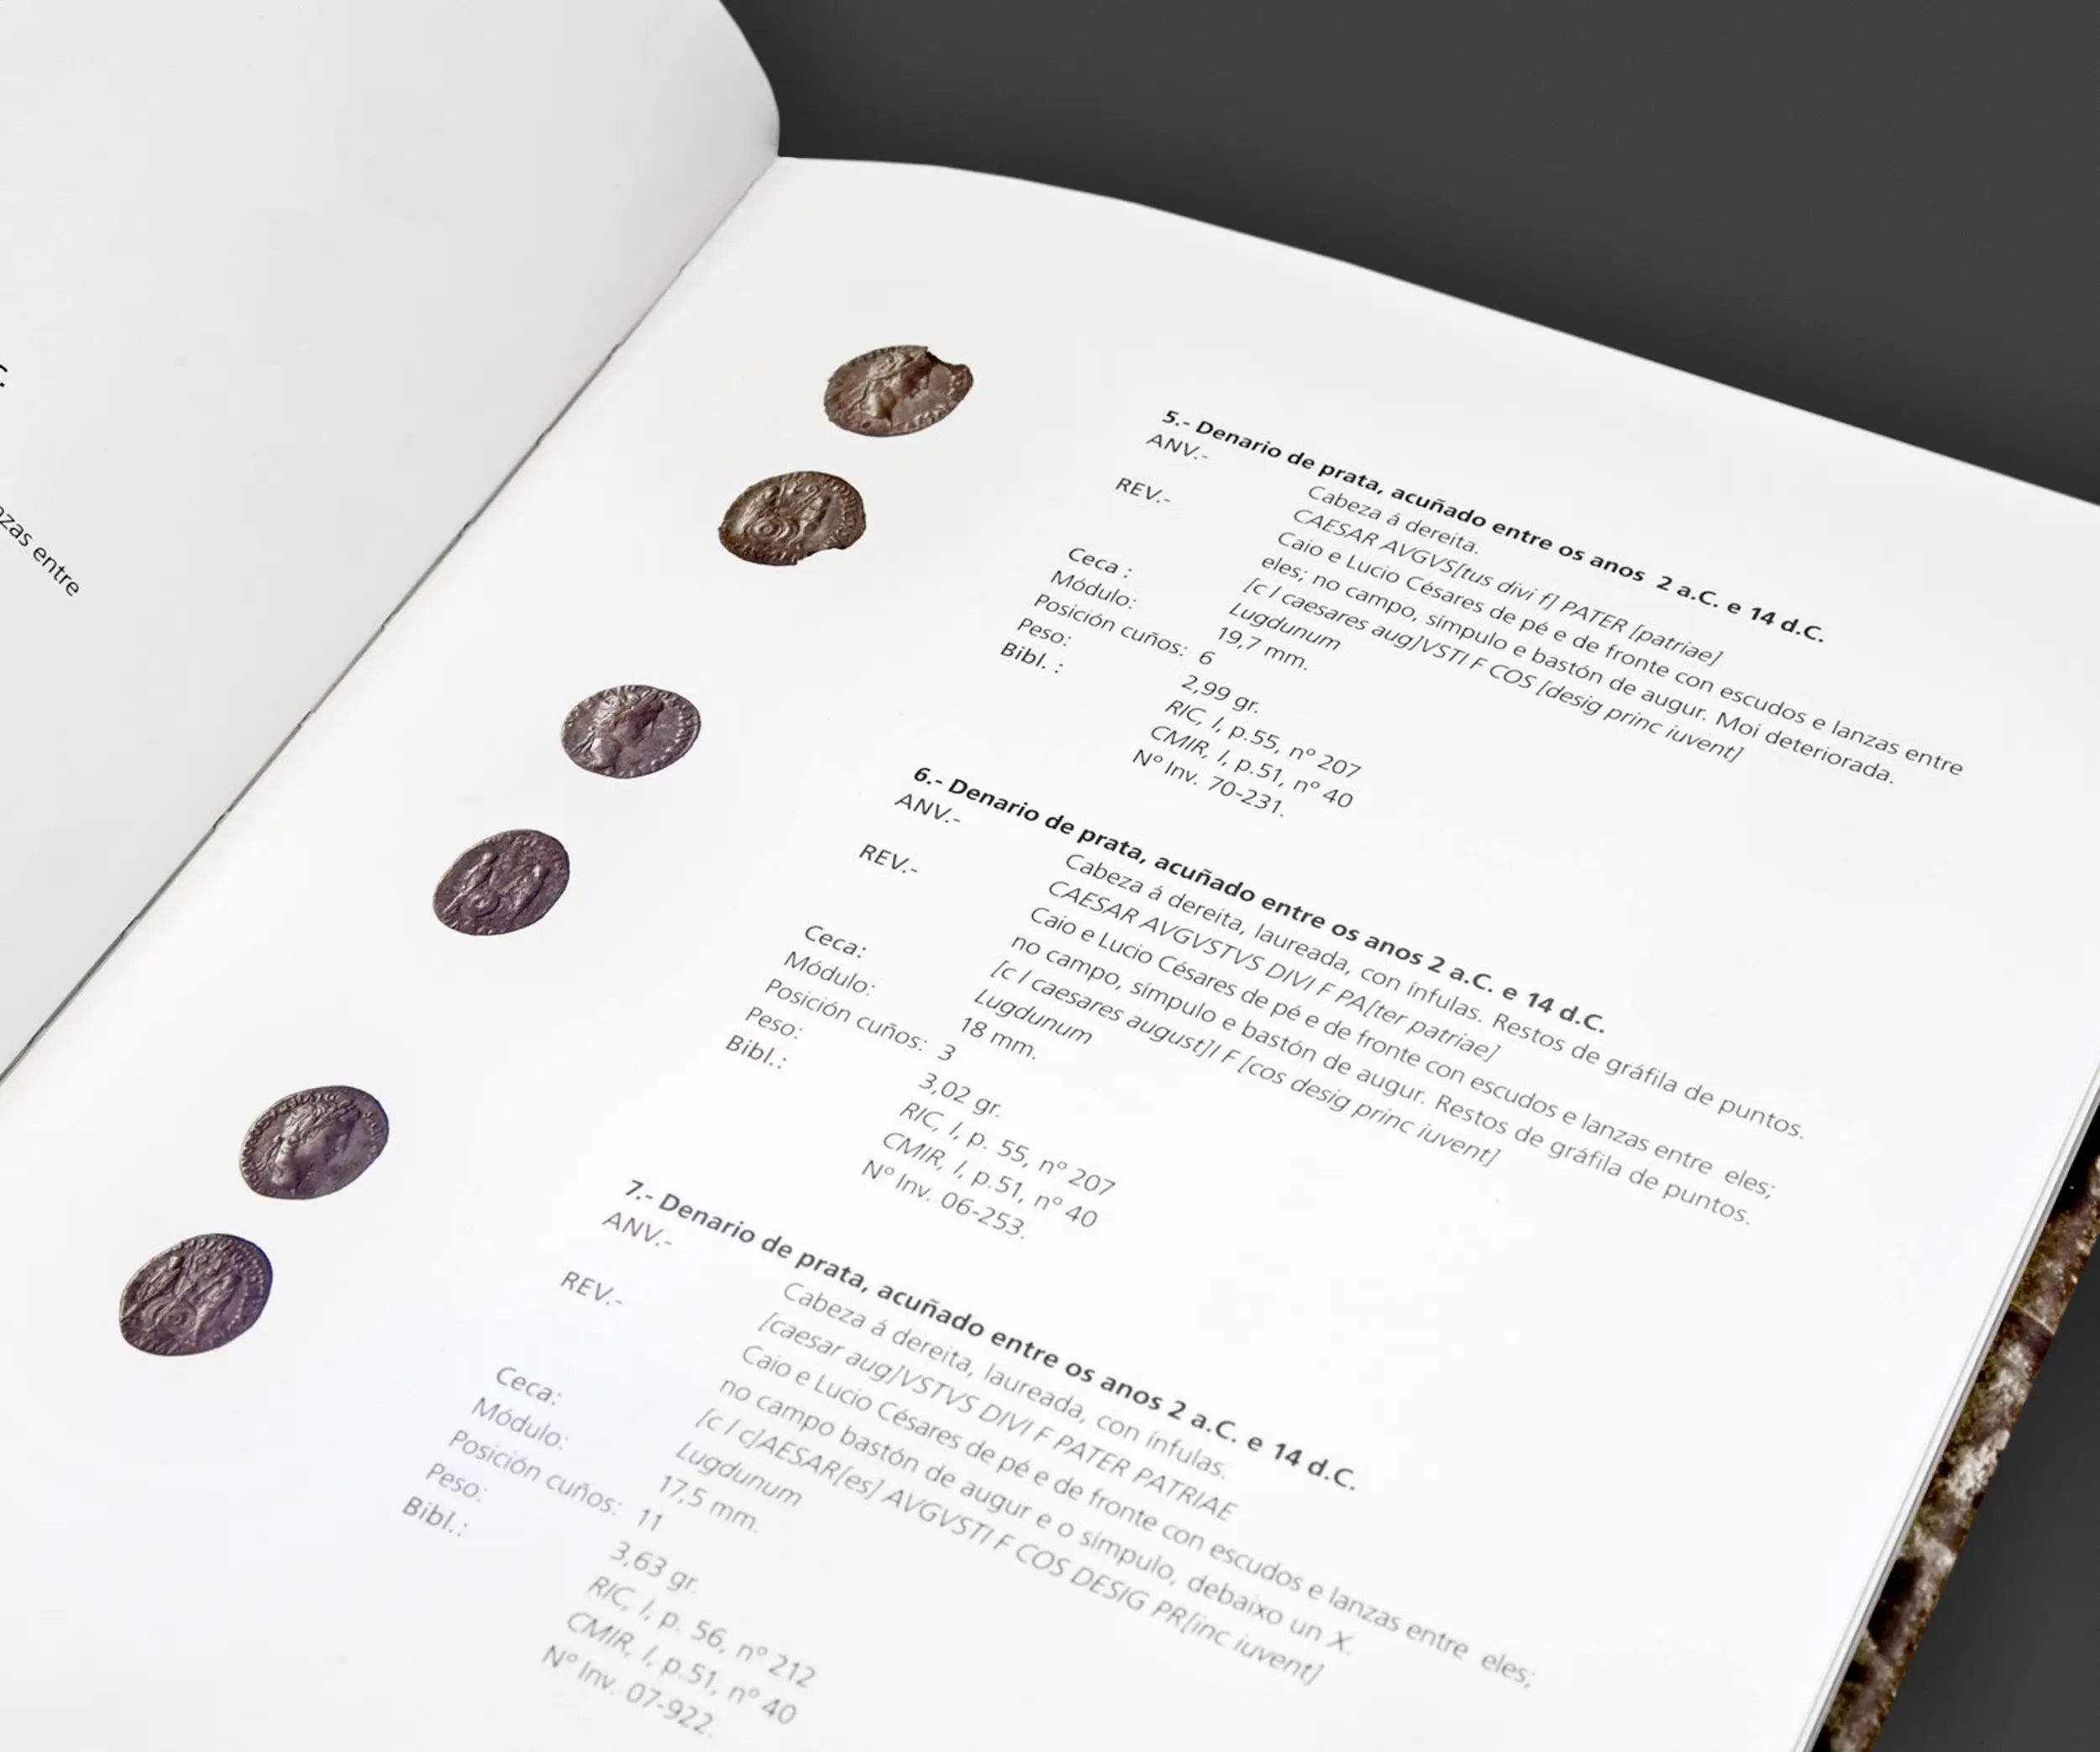 nzas entre
5.- Denario de prata, acuñado entre os anos 2 a.C. e 14 d.C.
ANV.- Cabeza á dereita.
CAESAR AVGVS[tus divi f] PATER [patriae]
REV.- Caio e Lucio Césares de pé e de fronte con escudos e lanzas entre
eles; no campo, símpulo e bastón de augur. Moi deteriorada.
[c l caesares aug]VSTI F COS [desig princ iuvent]
Ceca : Lugdunum
Módulo: 19,7 mm.
Posición cuños: 6
Peso: 2,99 gr.
Bibl. : RIC, I, p.55, nº 207
CMIR, I, p.51, nº 40
Nº Inv. 70-231.
6.- Denario de prata, acuñado entre os anos 2 a.C. e 14 d.C.
ANV.- Cabeza á dereita, laureada, con ínfulas. Restos de gráfila de puntos.
CAESAR AVGVSTVS DIVI F PA[ter patriae]
REV.- Caio e Lucio Césares de pé e de fronte con escudos e lanzas entre eles;
no campo, símpulo e bastón de augur. Restos de gráfila de puntos.
[c l caesares august]I F [cos desig princ iuvent]
Ceca: Lugdunum
Módulo: 18 mm.
Posición cuños: 3
Peso: 3,02 gr.
Bibl.: RIC, I, p. 55, nº 207
CMIR, I, p.51, nº 40
Nº Inv. 06-253.
7.- Denario de prata, acuñado entre os anos 2 a.C. e 14 d.C.
ANV.- Cabeza á dereita, laureada, con ínfulas.
[caesar aug]VSTVS DIVI F PATER PATRIAE
REV.- Caio e Lucio Césares de pé e de fronte con escudos e lanzas entre eles;
no campo bastón de augur e o símpulo, debaixo un X.
[c l c]AESAR[es] AVGVSTI F COS DESIG PR[inc iuvent]
Ceca: Lugdunum
Módulo: 17,5 mm.
Posición cuños: 11
Peso: 3,63 gr.
Bibl.: RIC, I, p. 56, nº 212
CMIR, I, p.51, nº 40
Nº Inv. 07-922.